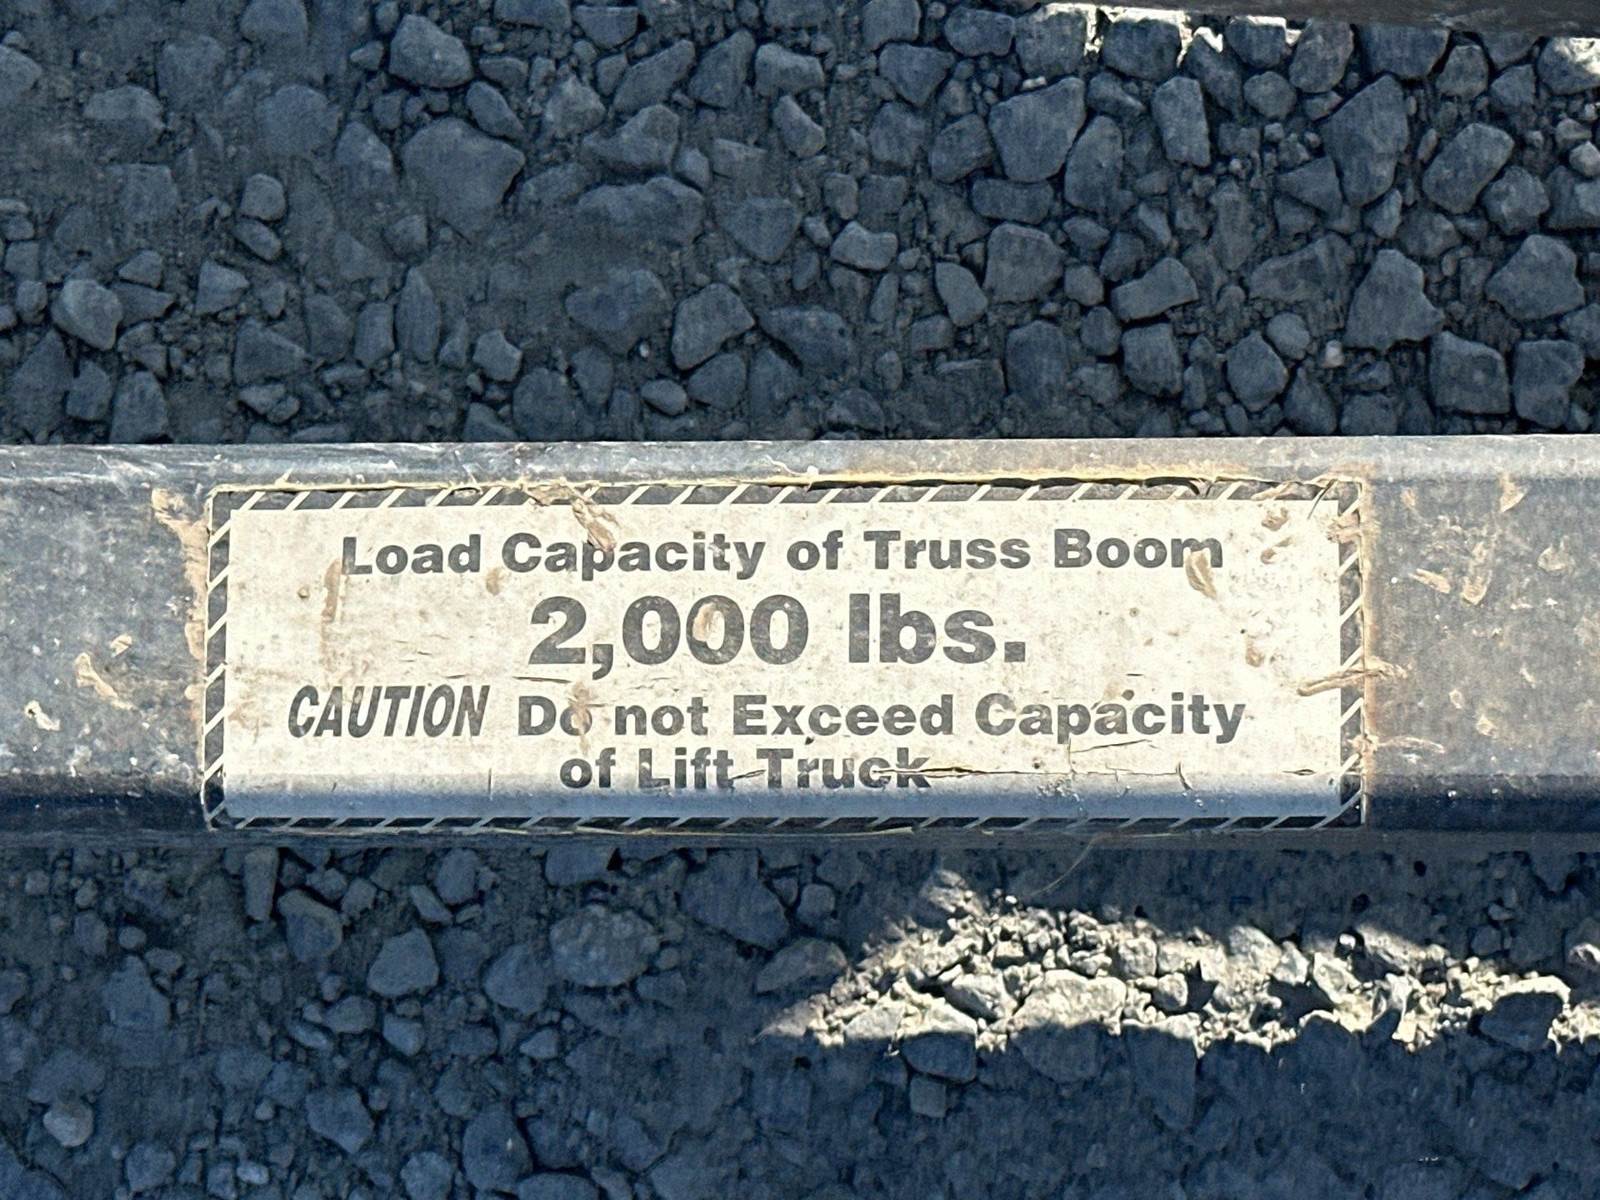 Load Capacity of Truss Boom
2,000 lbs.
CAUTION Do not Exceed Capacity
of Lift Truck